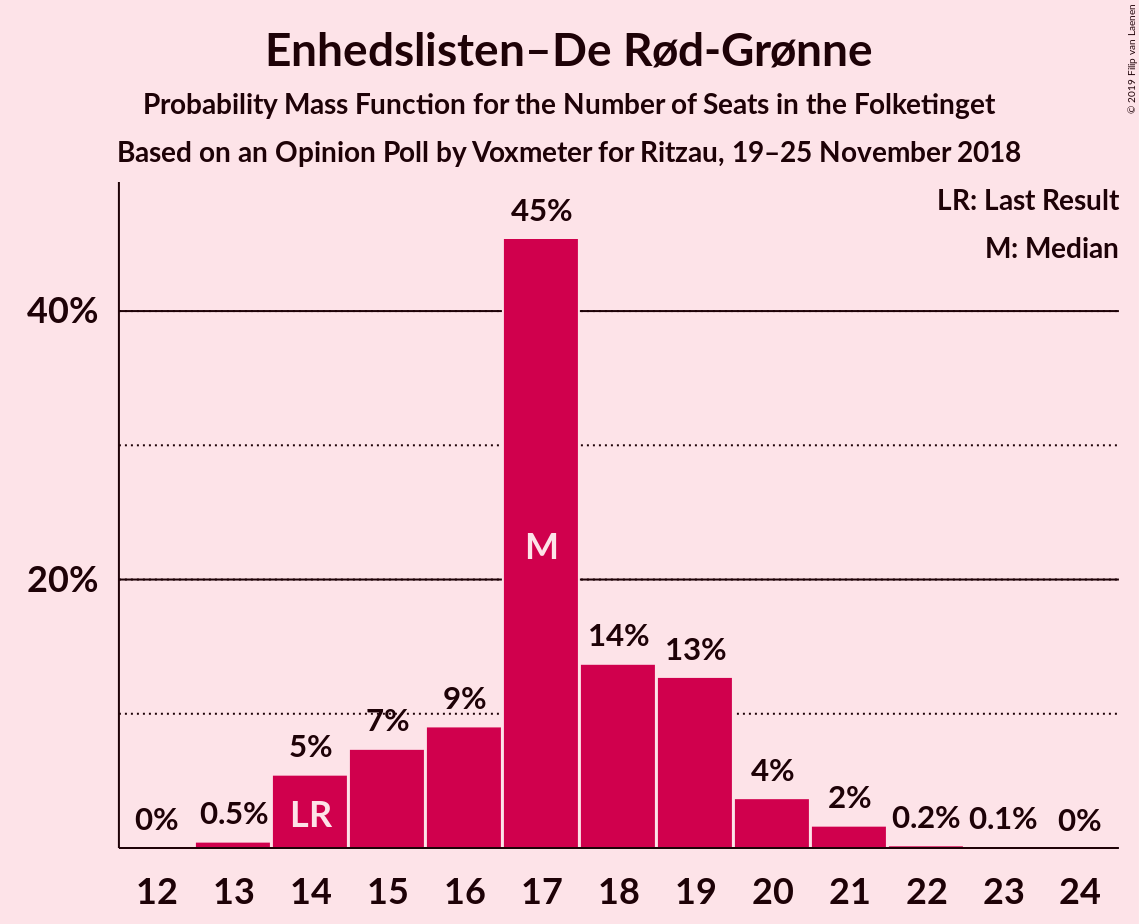 Enhedslisten–De Rød-Grønne
Probability Mass Function for the Number of Seats in the Folketinget
Based on an Opinion Poll by Voxmeter for Ritzau, 19–25 November 2018
© 2019 Filip van Laenen
LR: Last Result
M: Median
40%
20%
0%
0.5%
5%
7%
9%
45%
14%
13%
4%
2%
0.2%
0.1%
0%
LR
M
12 13 14 15 16 17 18 19 20 21 22 23 24